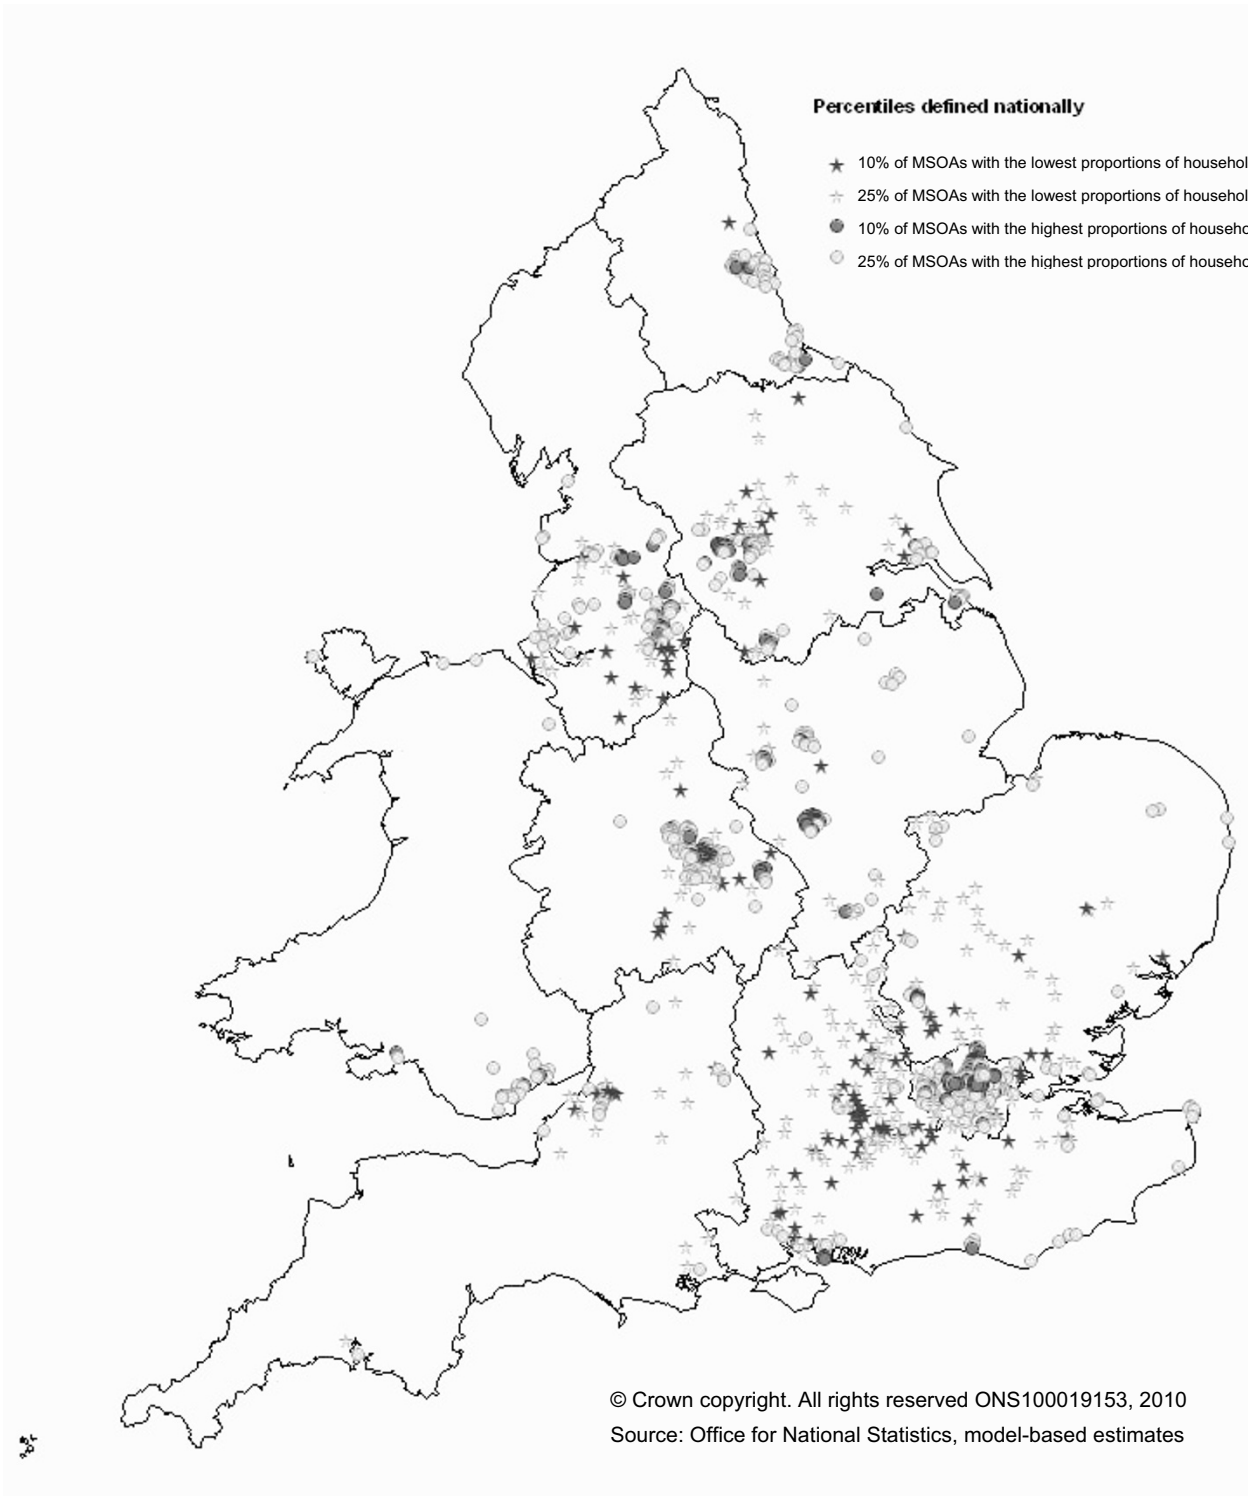 Percentiles defined nationally
10% of MSOAs with the lowest proportions of househol
25% of MSOAs with the lowest proportions of househol
10% of MSOAs with the highest proportions of househo
25% of MSOAs with the highest proportions of househo
© Crown copyright. All rights reserved ONS100019153, 2010
Source: Office for National Statistics, model-based estimates